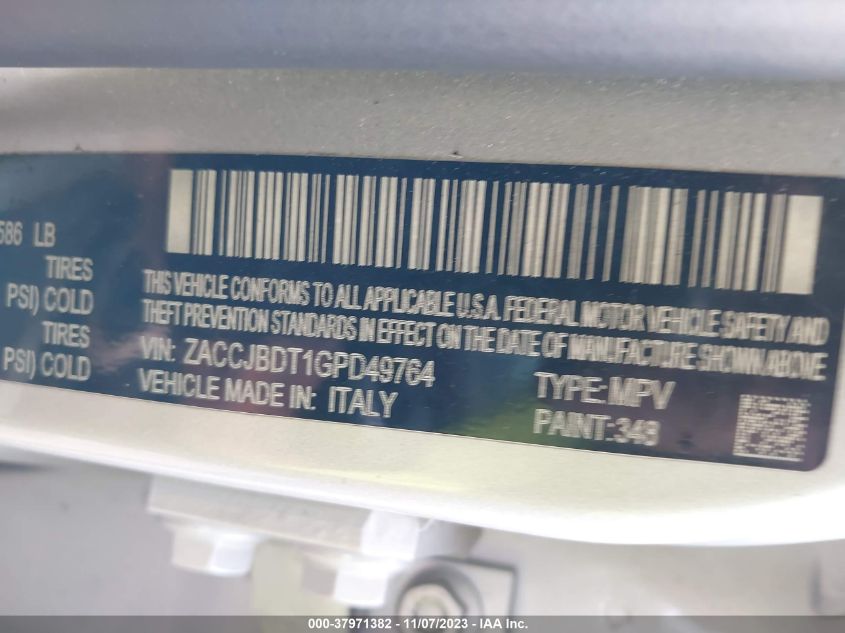 586 LB
TIRES
PSI) COLD
TIRES
PSI) COLD
THIS VEHICLE CONFORMS TO ALL APPLICABLE U.S.A. FEDERAL MOTOR VEHICLE SAFETY AND
THEFT PREVENTION STANDARDS IN EFFECT ON THE DATE OF MANUFACTURE SHOWN ABOVE
VIN: ZACCJBDT1GPD49764
VEHICLE MADE IN: ITALY
TYPE: MPV
PAINT: 348
000-37971382 - 11/07/2023 - IAA Inc.